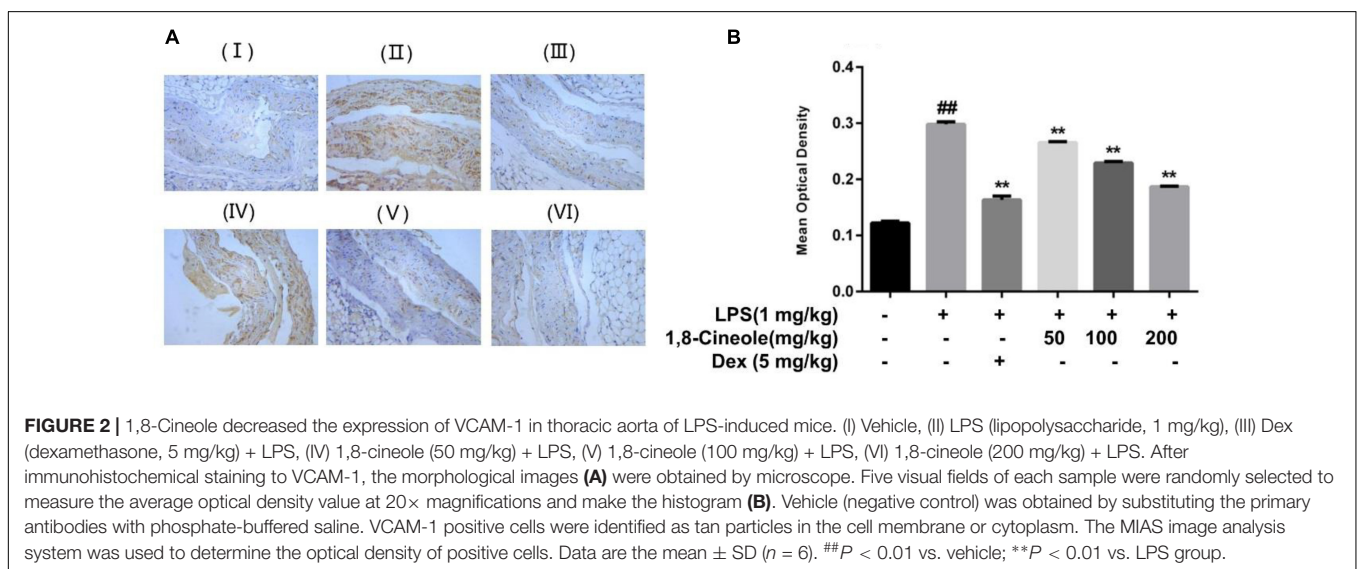 A
B
(I)
(II)
(III)
(IV)
(V)
(VI)
Mean Optical Density
0.4
0.3
0.2
0.1
0.0
##
**
**
**
**
LPS(1 mg/kg) - + + + + +
1,8-Cineole(mg/kg) - - - 50 100 200
Dex (5 mg/kg) - - + - - -
FIGURE 2 | 1,8-Cineole decreased the expression of VCAM-1 in thoracic aorta of LPS-induced mice. (I) Vehicle, (II) LPS (lipopolysaccharide, 1 mg/kg), (III) Dex
(dexamethasone, 5 mg/kg) + LPS, (IV) 1,8-cineole (50 mg/kg) + LPS, (V) 1,8-cineole (100 mg/kg) + LPS, (VI) 1,8-cineole (200 mg/kg) + LPS. After
immunohistochemical staining to VCAM-1, the morphological images (A) were obtained by microscope. Five visual fields of each sample were randomly selected to
measure the average optical density value at 20× magnifications and make the histogram (B). Vehicle (negative control) was obtained by substituting the primary
antibodies with phosphate-buffered saline. VCAM-1 positive cells were identified as tan particles in the cell membrane or cytoplasm. The MIAS image analysis
system was used to determine the optical density of positive cells. Data are the mean ± SD (n = 6). ##P < 0.01 vs. vehicle; **P < 0.01 vs. LPS group.